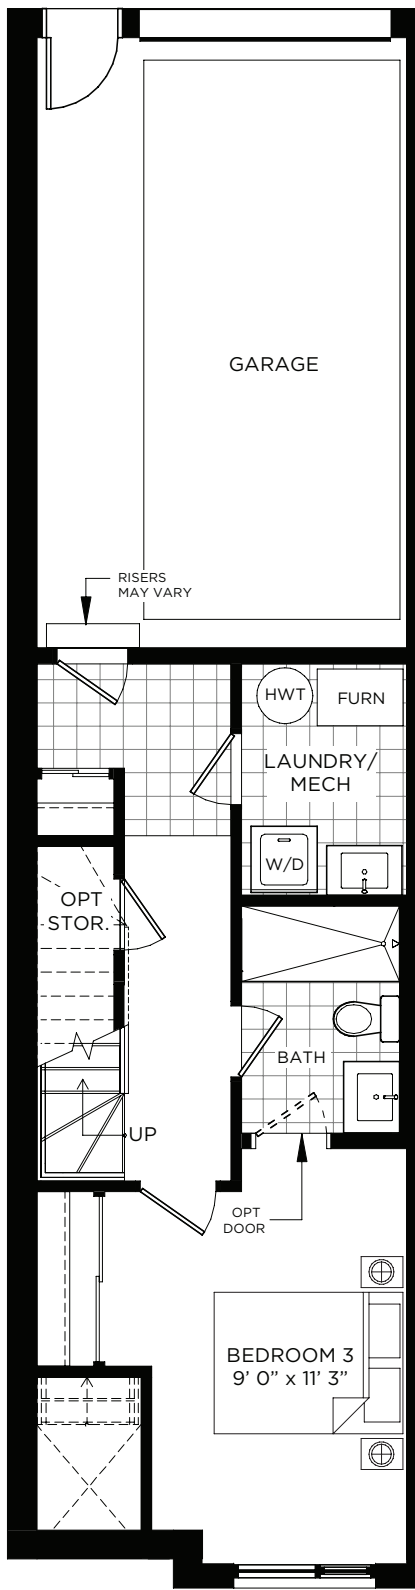 GARAGE
RISERS
MAY VARY
HWT
FURN
LAUNDRY/
MECH
W/D
OPT
STOR.
BATH
UP
OPT
DOOR
BEDROOM 3
9’ 0” x 11’ 3”